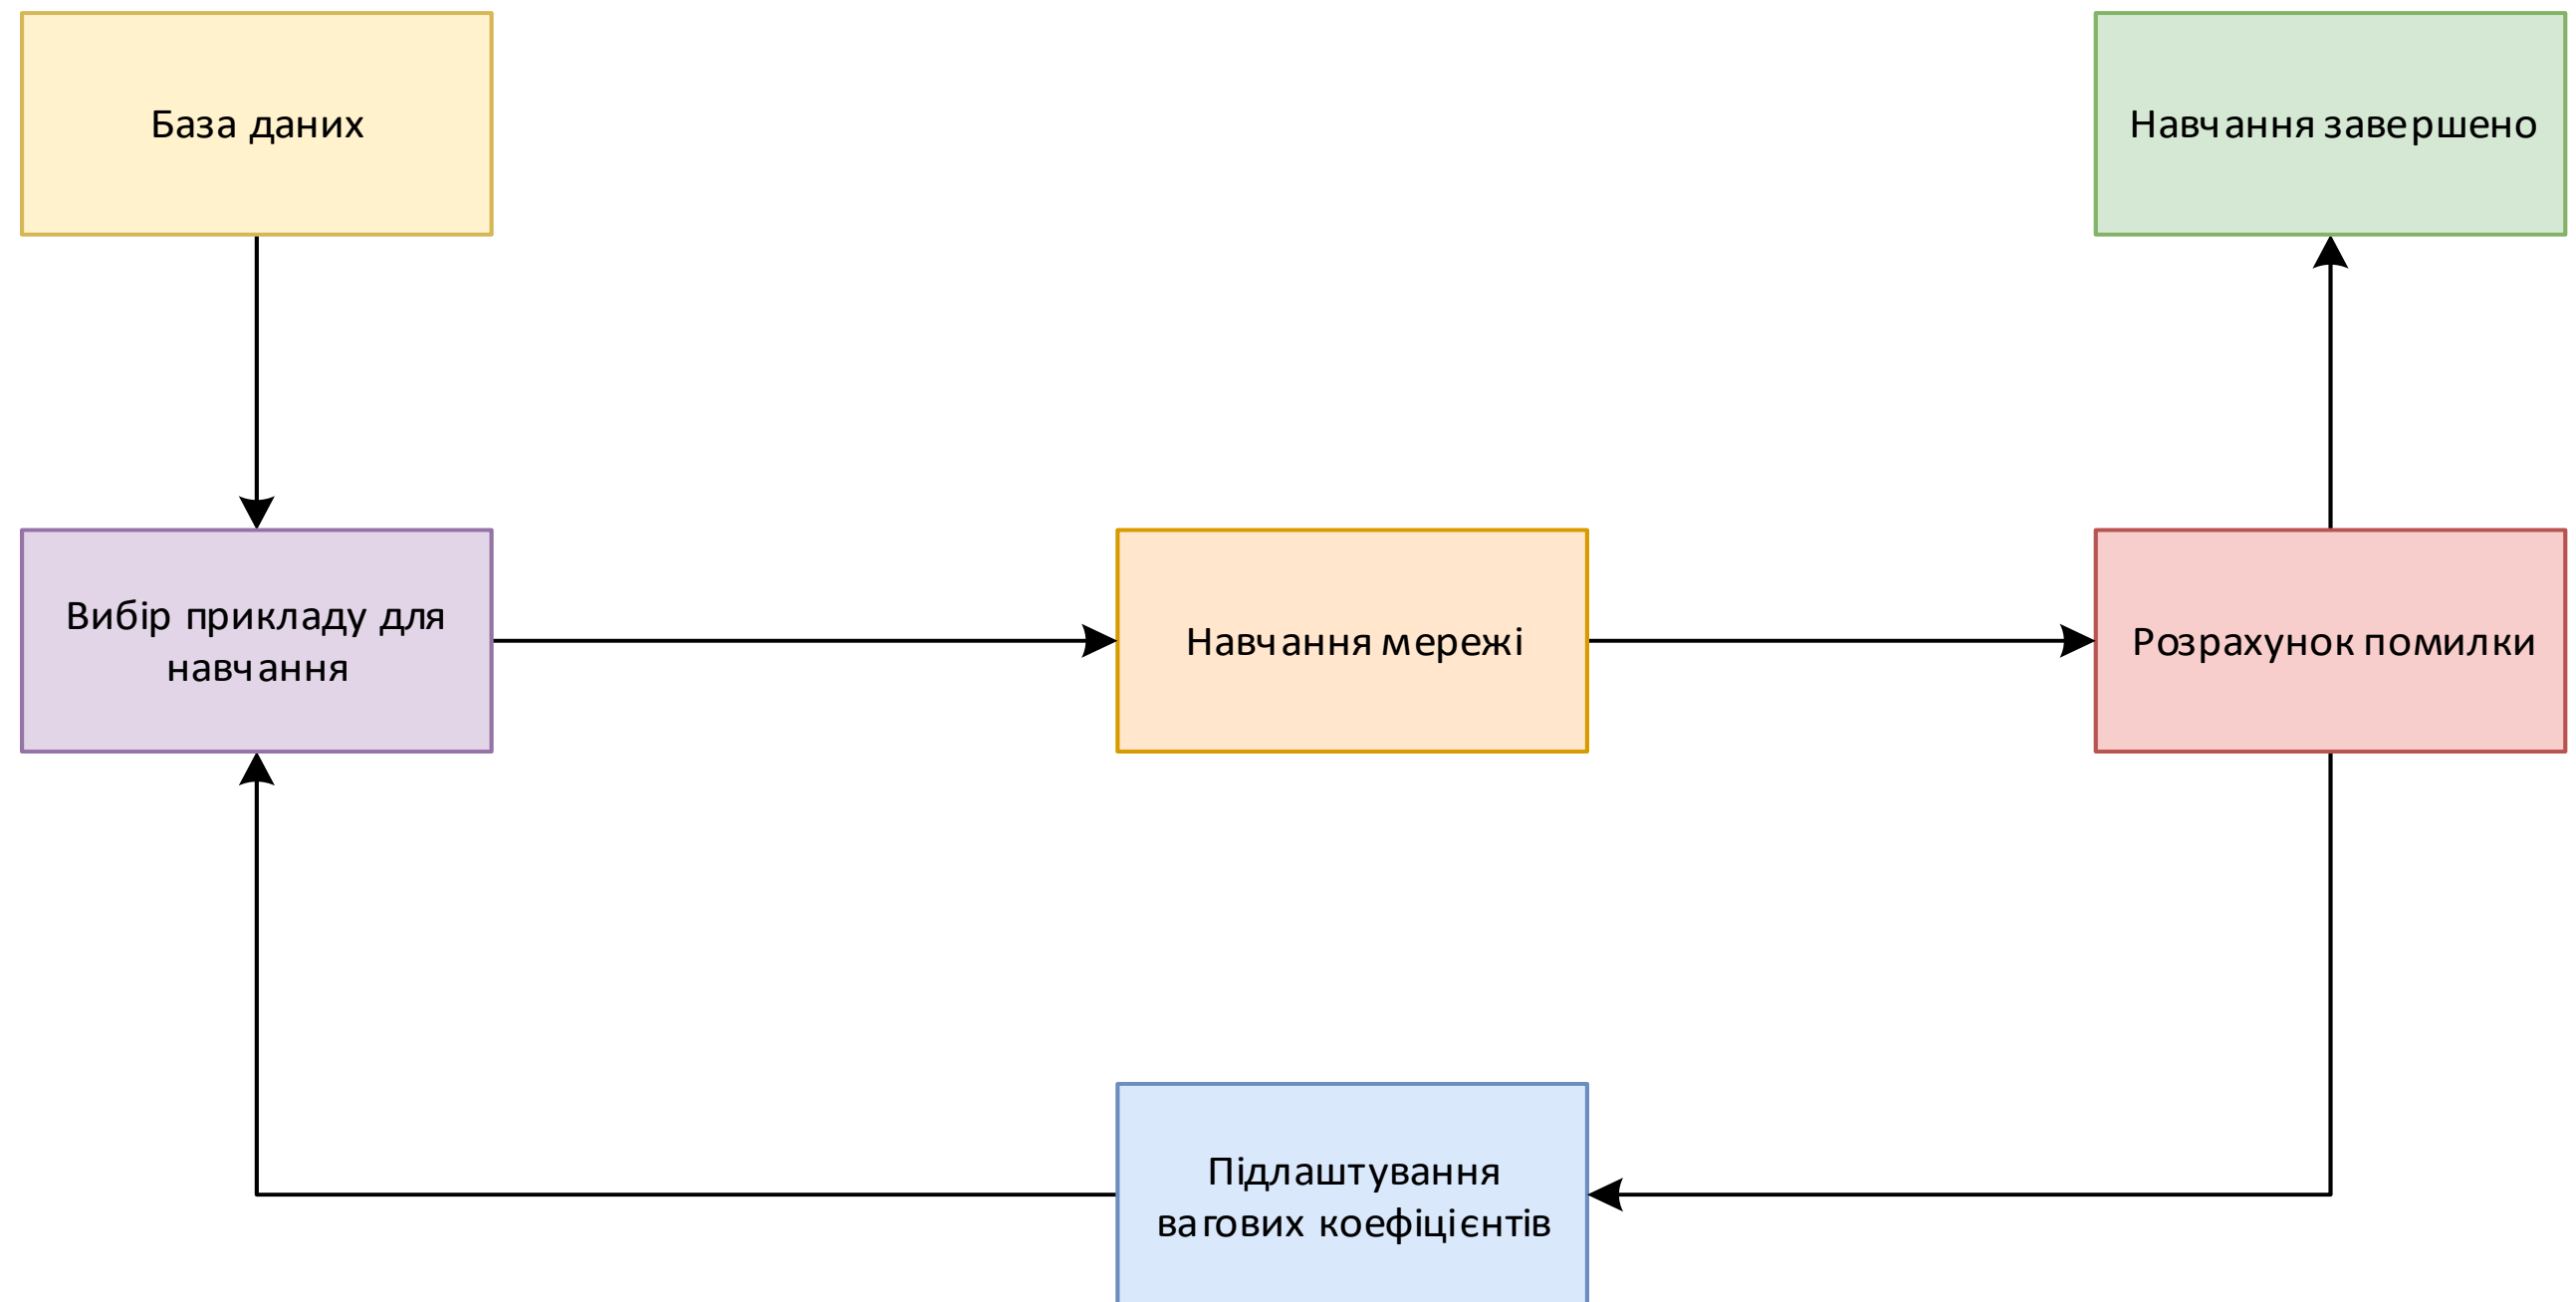 База даних
Навчання завершено
Вибір прикладу для
навчання
Навчання мережі
Розрахунок помилки
Підлаштування
вагових коефіцієнтів